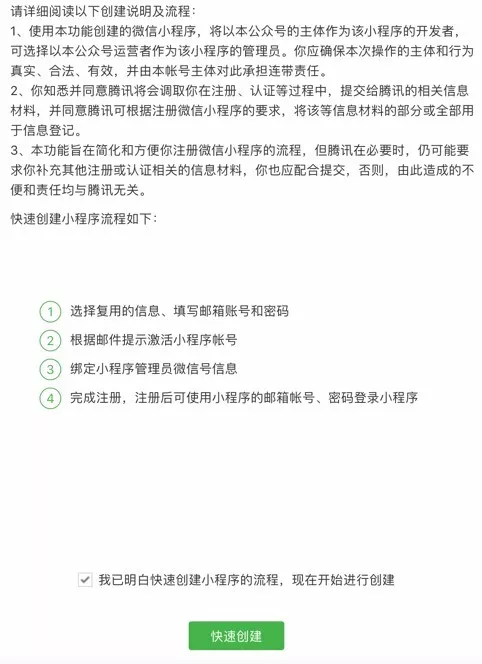 请详细阅读以下创建说明及流程：
1、使用本功能创建的微信小程序，将以本公众号的主体作为该小程序的开发者，
可选择以本公众号运营者作为该小程序的管理员。你应确保本次操作的主体和行为
真实、合法、有效，并由本帐号主体对此承担连带责任。
2、你知悉并同意腾讯将会调取你在注册、认证等过程中，提交给腾讯的相关信息
材料，并同意腾讯可根据注册微信小程序的要求，将该等信息材料的部分或全部用
于信息登记。
3、本功能旨在简化和方便你注册微信小程序的流程，但腾讯在必要时，仍可能要
求你补充其他注册或认证相关的信息材料，你也应配合提交，否则，由此造成的不
便和责任均与腾讯无关。
快速创建小程序流程如下：
1 选择复用的信息、填写邮箱账号和密码
2 根据邮件提示激活小程序帐号
3 绑定小程序管理员微信号信息
4 完成注册，注册后可使用小程序的邮箱帐号、密码登录小程序
我已明白快速创建小程序的流程，现在开始进行创建
快速创建